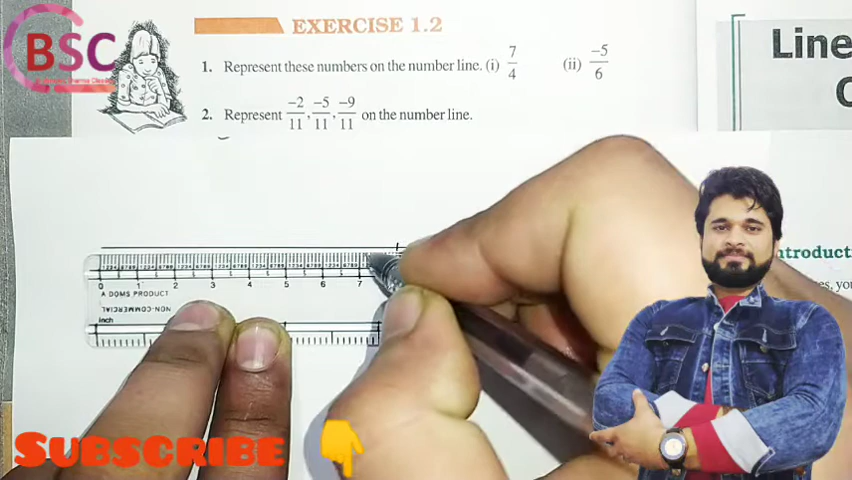 BSC
EXERCISE 1.2
1. Represent these numbers on the number line. (i) 7/4 (ii) -5/6
2. Represent -2/11, -5/11, -9/11 on the number line.
Line
0 1 2 3 4 5 6 7
A DOMS PRODUCT
NON-COMMERCIAL
inch
ntroduct
es, you
SUBSCRIBE